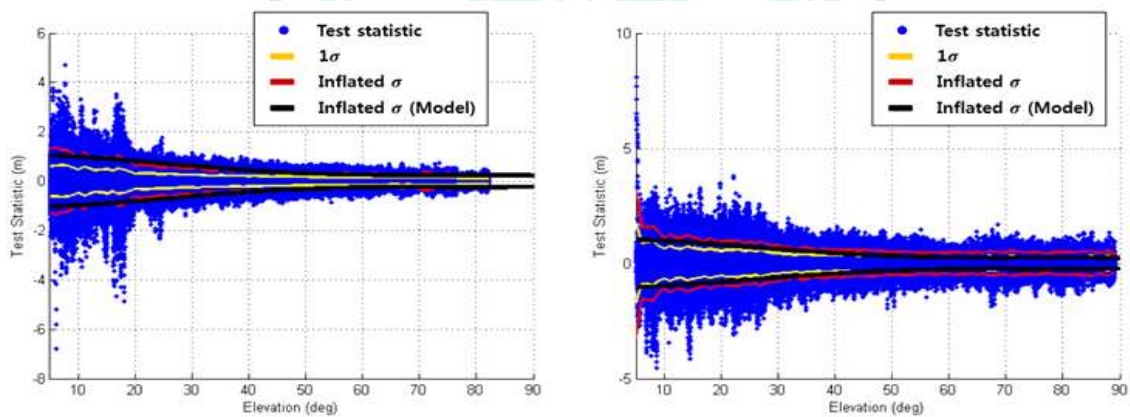 Test statistic
1σ
Inflated σ
Inflated σ (Model)
6
4
2
0
-2
-4
-6
-8
Test Statistic (m)
10 20 30 40 50 60 70 80 90
Elevation (deg)
Test statistic
1σ
Inflated σ
Inflated σ (Model)
10
5
0
-5
Test Statistic (m)
10 20 30 40 50 60 70 80 90
Elevation (deg)